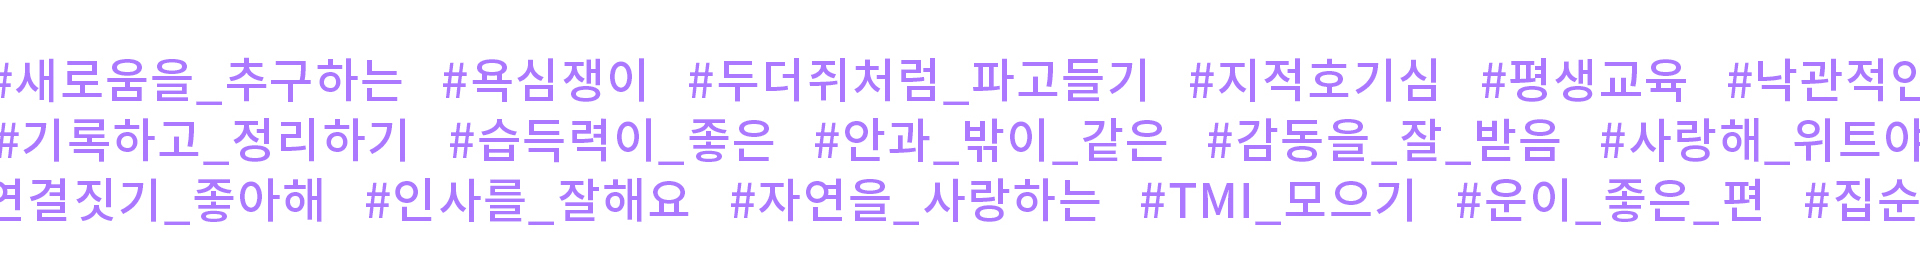 #새로움을_추구하는 #욕심쟁이 #두더쥐처럼_파고들기 #지적호기심 #평생교육 #낙관적인
#기록하고_정리하기 #습득력이_좋은 #안과_밖이_같은 #감동을_잘_받음 #사랑해_위트야
연결짓기_좋아해 #인사를_잘해요 #자연을_사랑하는 #TMI_모으기 #운이_좋은_편 #집순